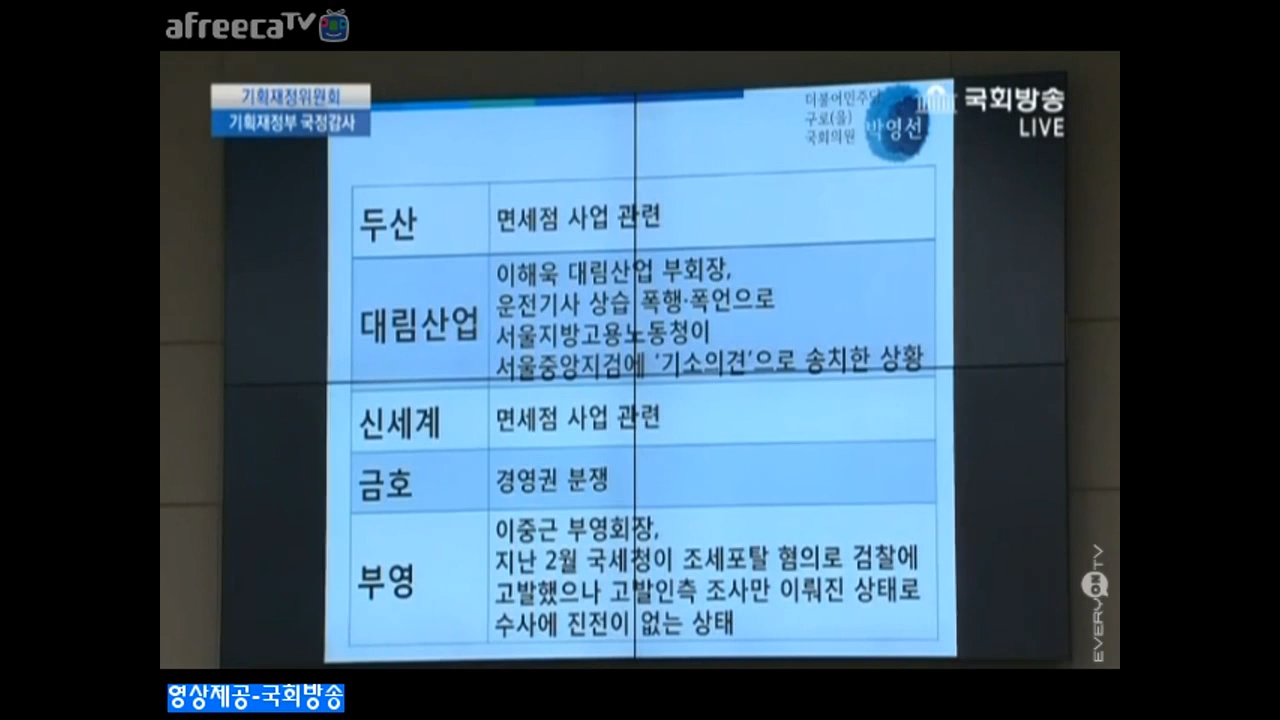 afreecaTV
기획재정위원회
기획재정부 국정감사
더불어민주당
구로(을)
국회의원 박영선
국회방송
LIVE
두산
면세점 사업 관련
대림산업
이해욱 대림산업 부회장,
운전기사 상습 폭행·폭언으로
서울지방고용노동청이
서울중앙지검에 '기소의견'으로 송치한 상황
신세계
면세점 사업 관련
금호
경영권 분쟁
부영
이중근 부영회장,
지난 2월 국세청이 조세포탈 혐의로 검찰에
고발했으나 고발인측 조사만 이뤄진 상태로
수사에 진전이 없는 상태
EVERYON TV
영상제공-국회방송